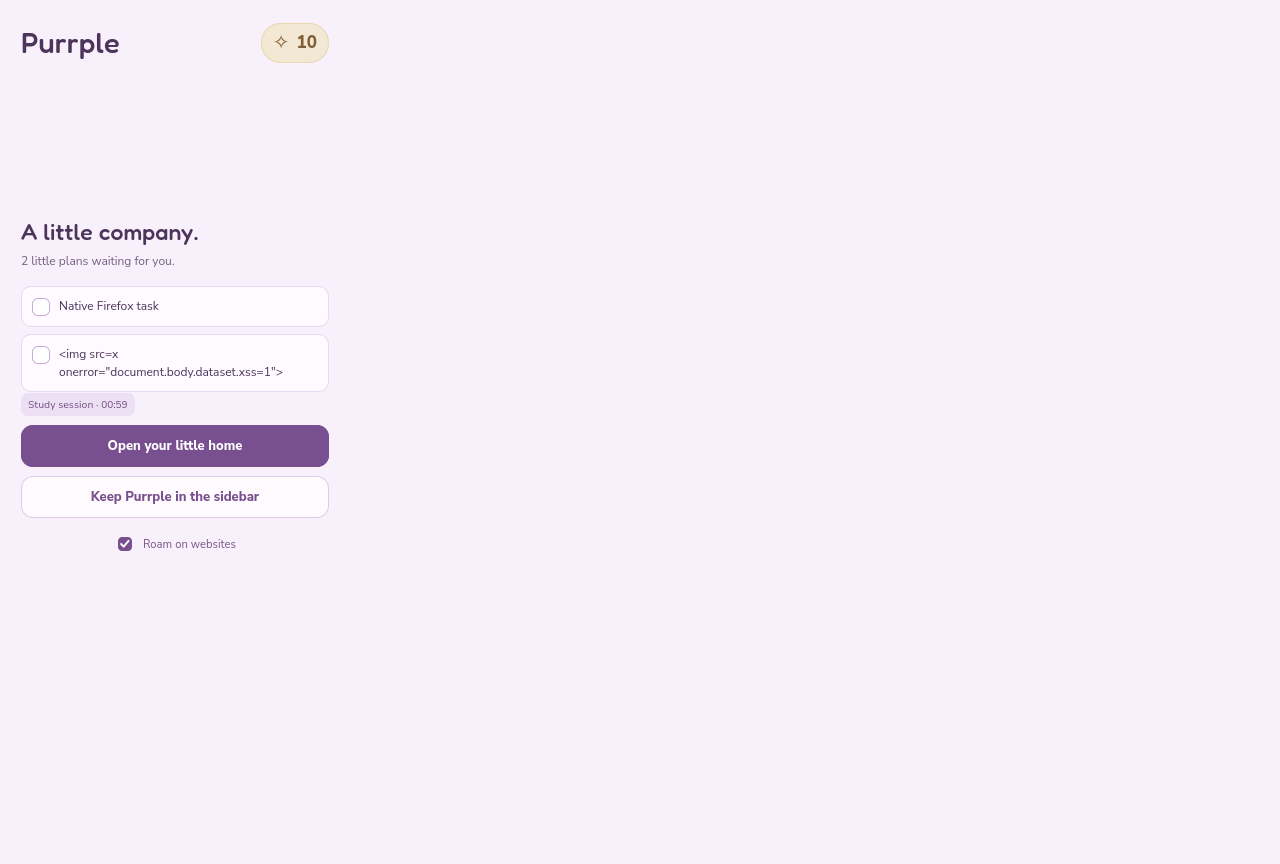 Purrple
✧ 10
A little company.
2 little plans waiting for you.
Native Firefox task
<img src=x
onerror="document.body.dataset.xss=1">
Study session · 00:59
Open your little home
Keep Purrple in the sidebar
Roam on websites